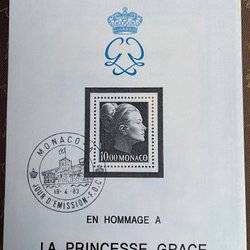 MONACO
10.00 MONACO
JOUR D'EMISSION - F.D.C
19-4-83
EN HOMMAGE A
LA PRINCESSE GRACE